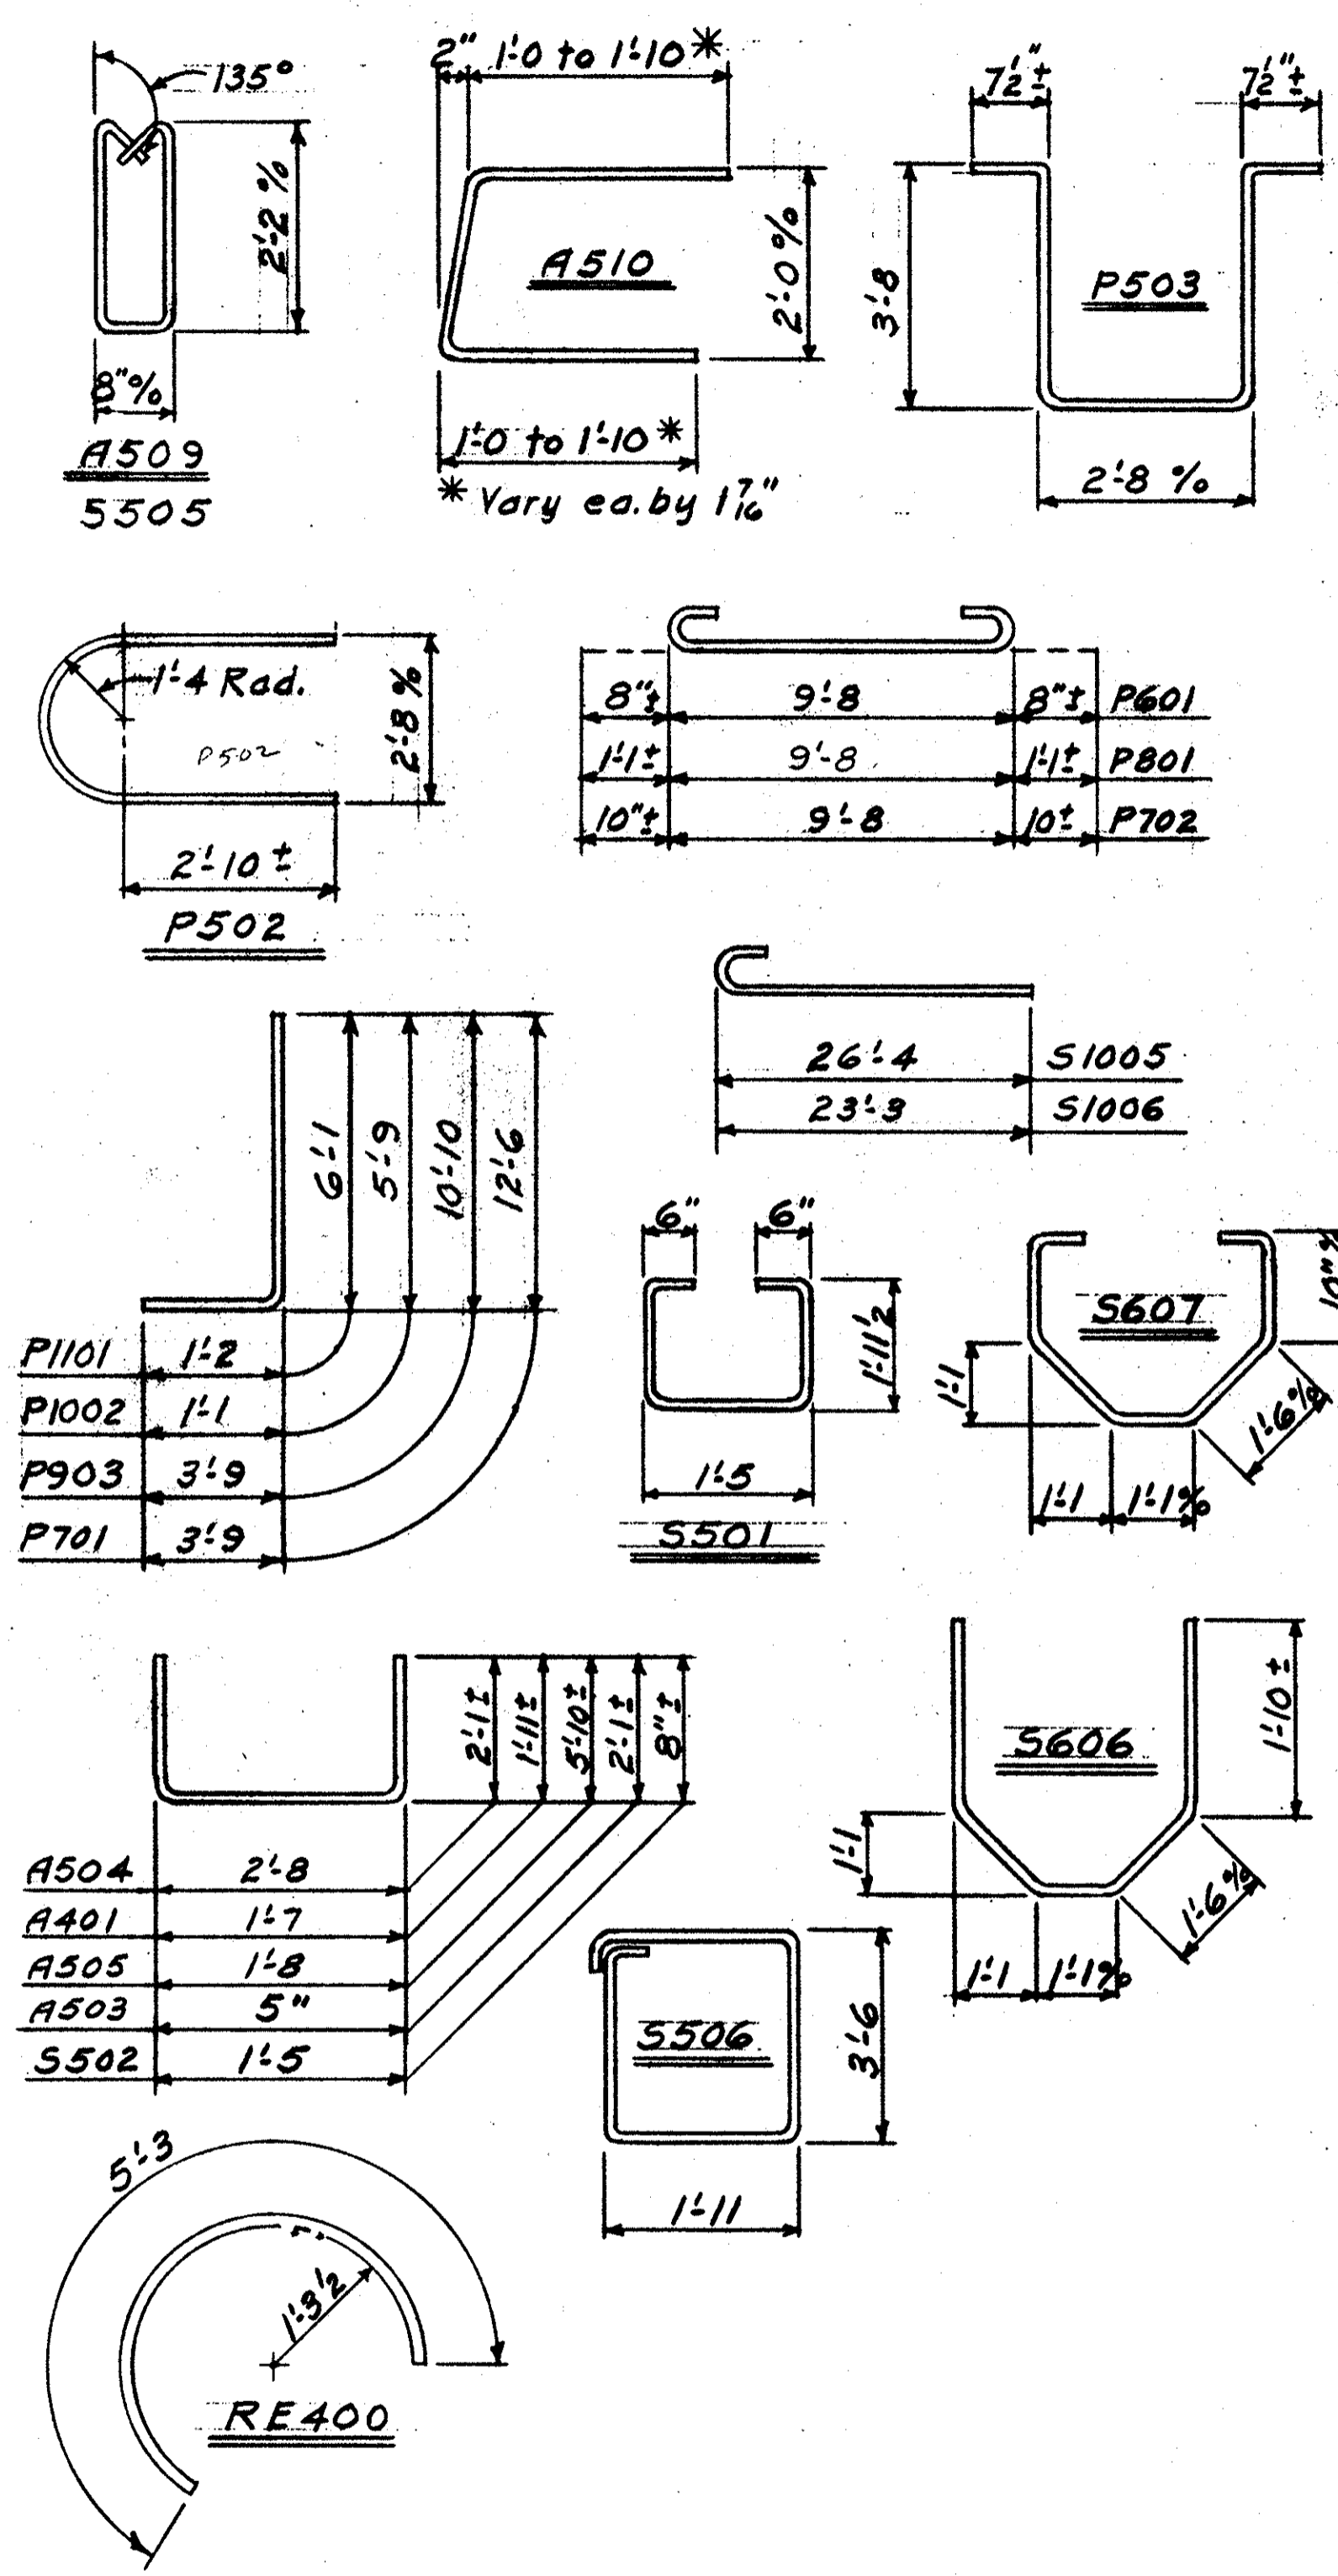 135°
2'-2 %
8"%
A509
S505
2" 1'-0 to 1'-10 *
A510
2'-0 %
1'-0 to 1'-10 *
* Vary ea. by 1 7/16"
7½"± 7½"±
3'-8
P503
2'-8 %
1'-4 Rad.
P502
2'-8 %
2'-10 ±
P502
8"± 9'-8 8"± P601
1'-1± 9'-8 1'-1± P801
10"± 9'-8 10± P702
26'-4 S1005
23'-3 S1006
6'-1 5'-9 10'-10 12'-6
P1101 1'-2
P1002 1'-1
P903 3'-9
P701 3'-9
6" 6"
1'-11½
1'-5
S501
S607
10"%
1'-1
1'-6%
1'-1 1'-1%
2'-1± 1'-11± 5'-10± 2'-1± 8"±
A504 2'-8
A401 1'-7
A505 1'-8
A503 5"
S502 1'-5
S606
1'-10 ±
1'-1
1'-6%
1'-1 1'-1%
S506
3'-6
1'-11
5'-3
1'-3½
RE400